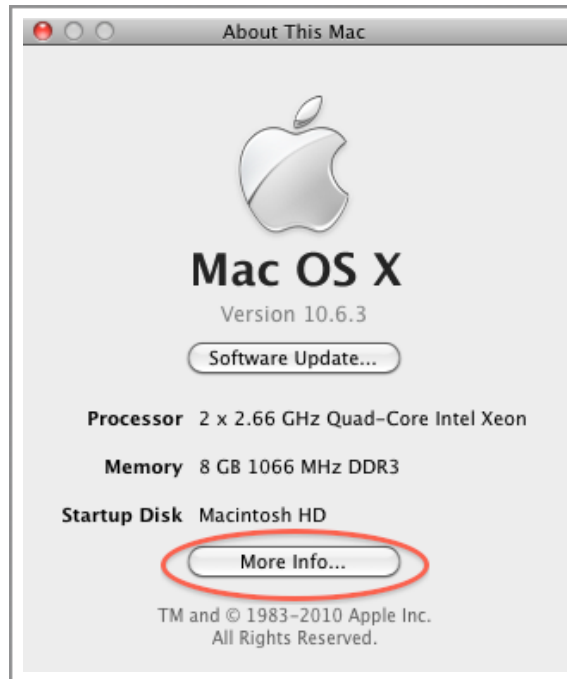 About This Mac
Mac OS X
Version 10.6.3
Software Update...
Processor 2 x 2.66 GHz Quad-Core Intel Xeon
Memory 8 GB 1066 MHz DDR3
Startup Disk Macintosh HD
More Info...
TM and © 1983-2010 Apple Inc.
All Rights Reserved.